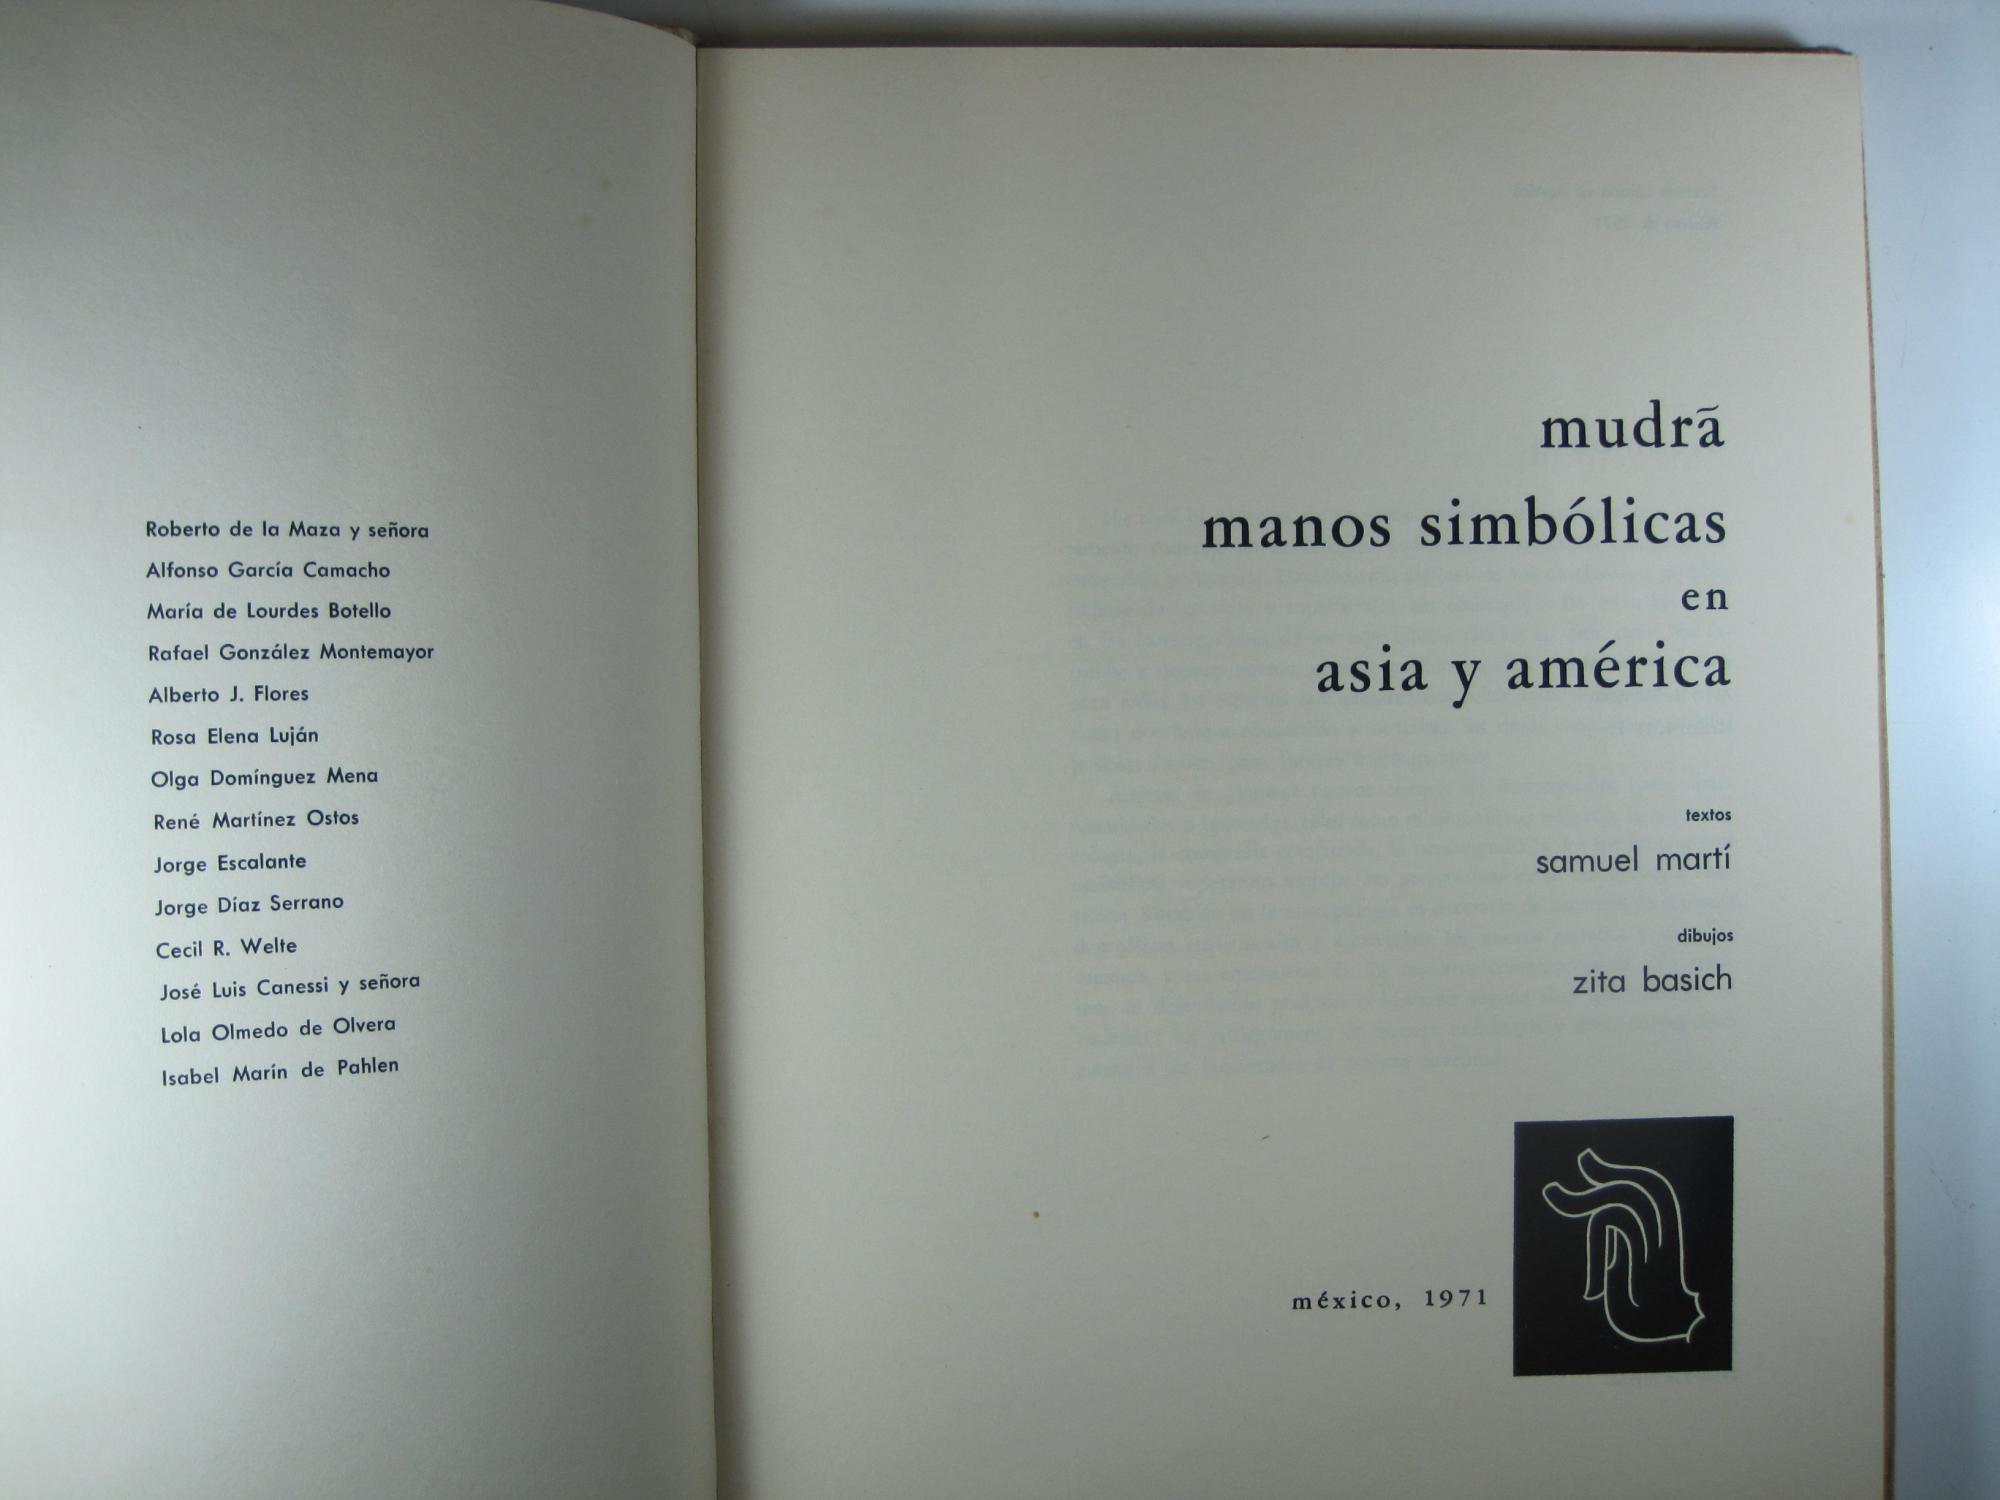 Roberto de la Maza y señora
Alfonso García Camacho
María de Lourdes Botello
Rafael González Montemayor
Alberto J. Flores
Rosa Elena Luján
Olga Domínguez Mena
René Martínez Ostos
Jorge Escalante
Jorge Díaz Serrano
Cecil R. Welte
José Luis Canessi y señora
Lola Olmedo de Olvera
Isabel Marín de Pahlen
mudrã
manos simbólicas
en
asia y américa
textos
samuel martí
dibujos
zita basich
méxico, 1971